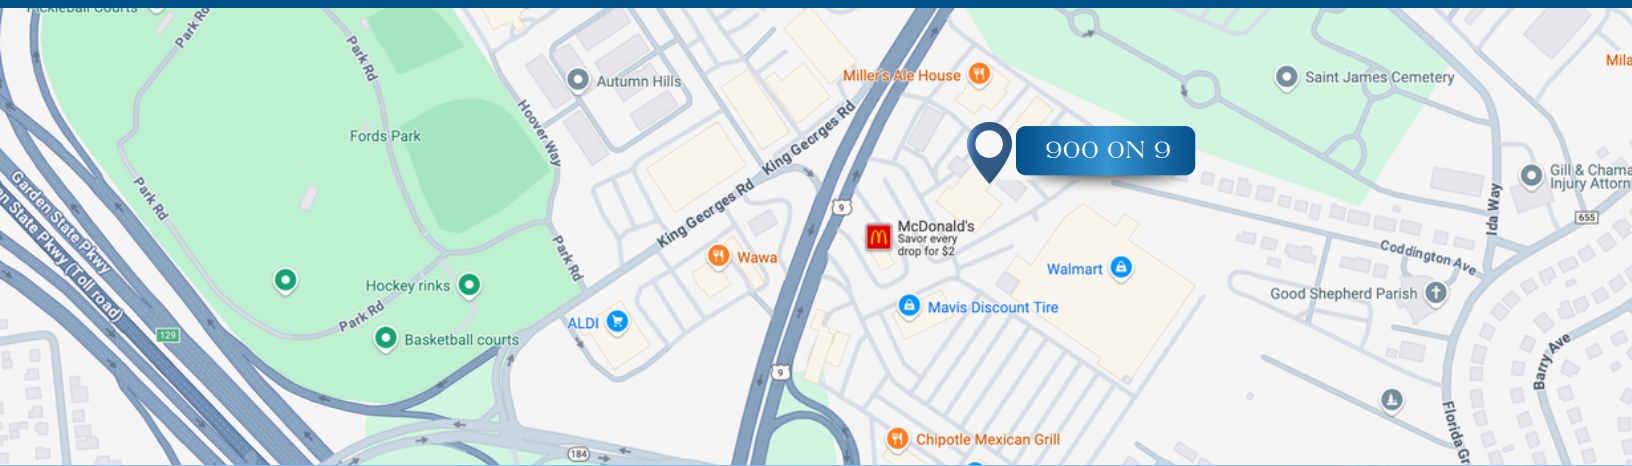 Pickleball Courts
Park Rd
Park Rd
Autumn Hills
Miller's Ale House
Saint James Cemetery
Mila
Hoover Way
King Georges Rd
Fords Park
900 ON 9
Garden State Pkwy
en State Pkwy (Toll road)
Park Rd
King Georges Rd
9
McDonald's
Savor every
drop for $2
Gill & Chama
Injury Attorn
Ida Way
655
Coddington Ave
Park Rd
Wawa
Walmart
Hockey rinks
Good Shepherd Parish
Mavis Discount Tire
Park Rd
ALDI
129
Basketball courts
9
Barry Ave
Florida Gr
Chipotle Mexican Grill
184